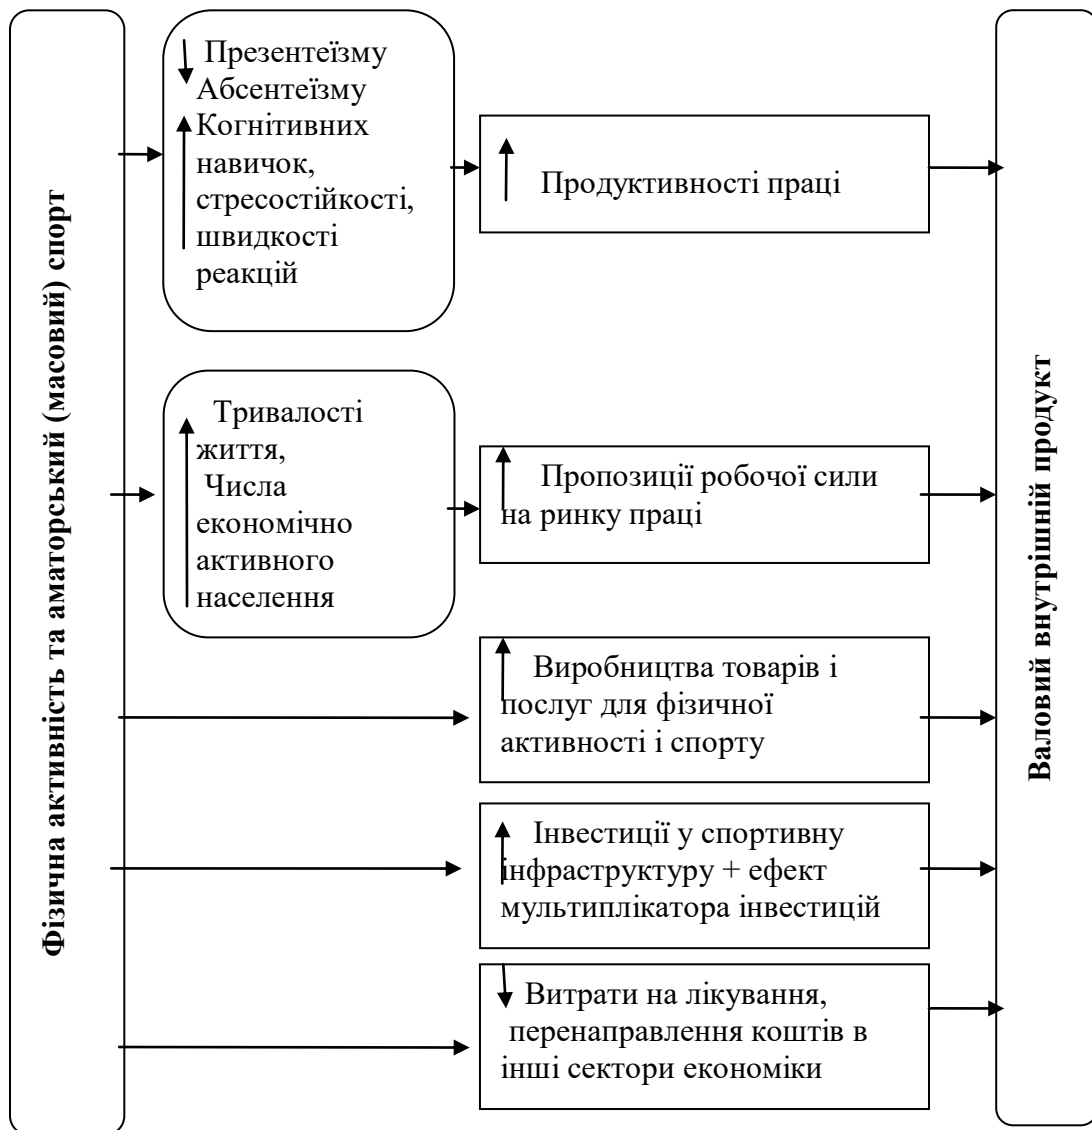 Фізична активність та аматорський (масовий) спорт
Презентеїзму
Абсентеїзму
Когнітивних
навичок,
стресостійкості,
швидкості
реакцій
Продуктивності праці
Тривалості
життя,
Числа
економічно
активного
населення
Пропозиції робочої сили
на ринку праці
Виробництва товарів і
послуг для фізичної
активності і спорту
Інвестиції у спортивну
інфраструктуру + ефект
мультиплікатора інвестицій
Витрати на лікування,
перенаправлення коштів в
інші сектори економіки
Валовий внутрішній продукт